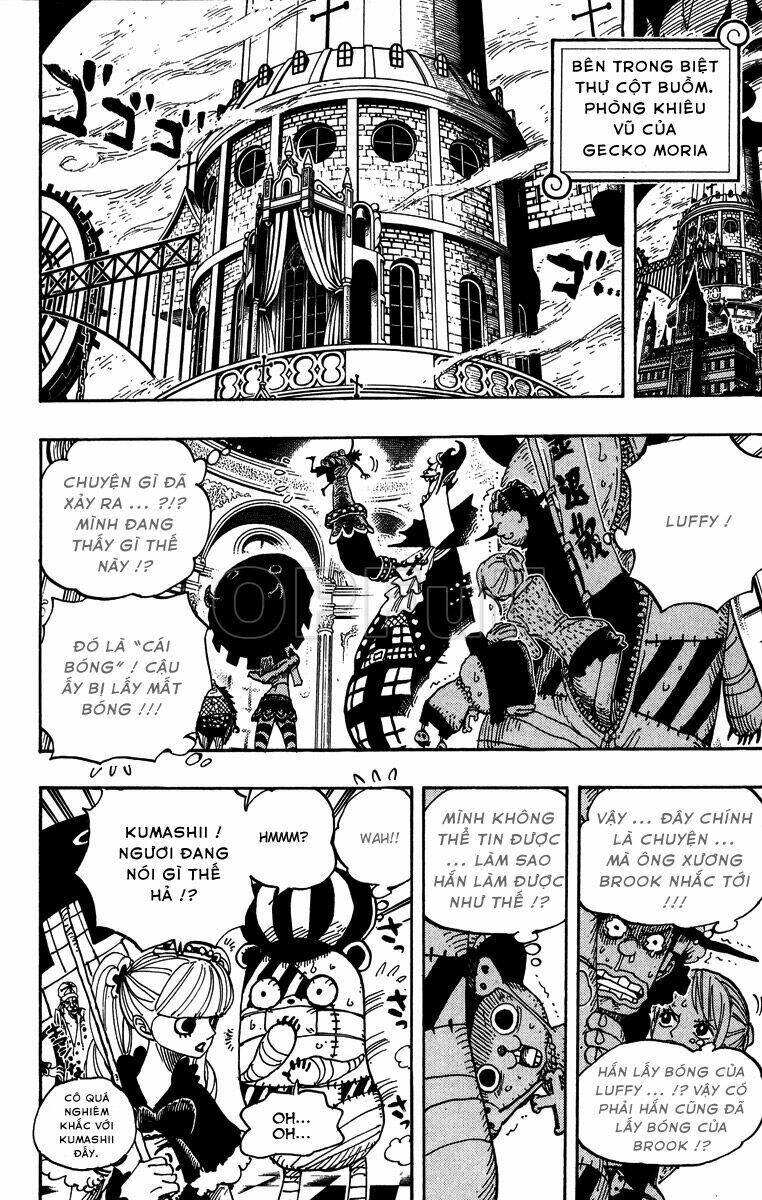 BÊN TRONG BIỆT
THỰ CỘT BUỒM.
PHÒNG KHIÊU
VŨ CỦA
GECKO MORIA
ゴゴゴ
ゴ..
CHUYỆN GÌ ĐÃ
XẢY RA ... ?!?
MÌNH ĐANG
THẤY GÌ THẾ
NÀY !?
LUFFY !
ĐÓ LÀ “CÁI
BÓNG” ! CẬU
ẤY BỊ LẤY MẤT
BÓNG !!!
VẬY ... ĐÂY CHÍNH
LÀ CHUYỆN ...
MÀ ÔNG XƯƠNG
BROOK NHẮC TỚI
!!!
HẮN LẤY BÓNG CỦA
LUFFY ... !? VẬY CÓ
PHẢI HẮN CŨNG ĐÃ
LẤY BÓNG CỦA
BROOK !?
MÌNH KHÔNG
THỂ TIN ĐƯỢC
... LÀM SAO
HẮN LÀM ĐƯỢC
NHƯ THẾ !?
WAH!!
HMMM?
KUMASHII !
NGƯƠI ĐANG
NÓI GÌ THẾ
HẢ !?
OH...
OH...
CÔ QUÁ
NGHIÊM
KHẮC VỚI
KUMASHII
ĐẤY.